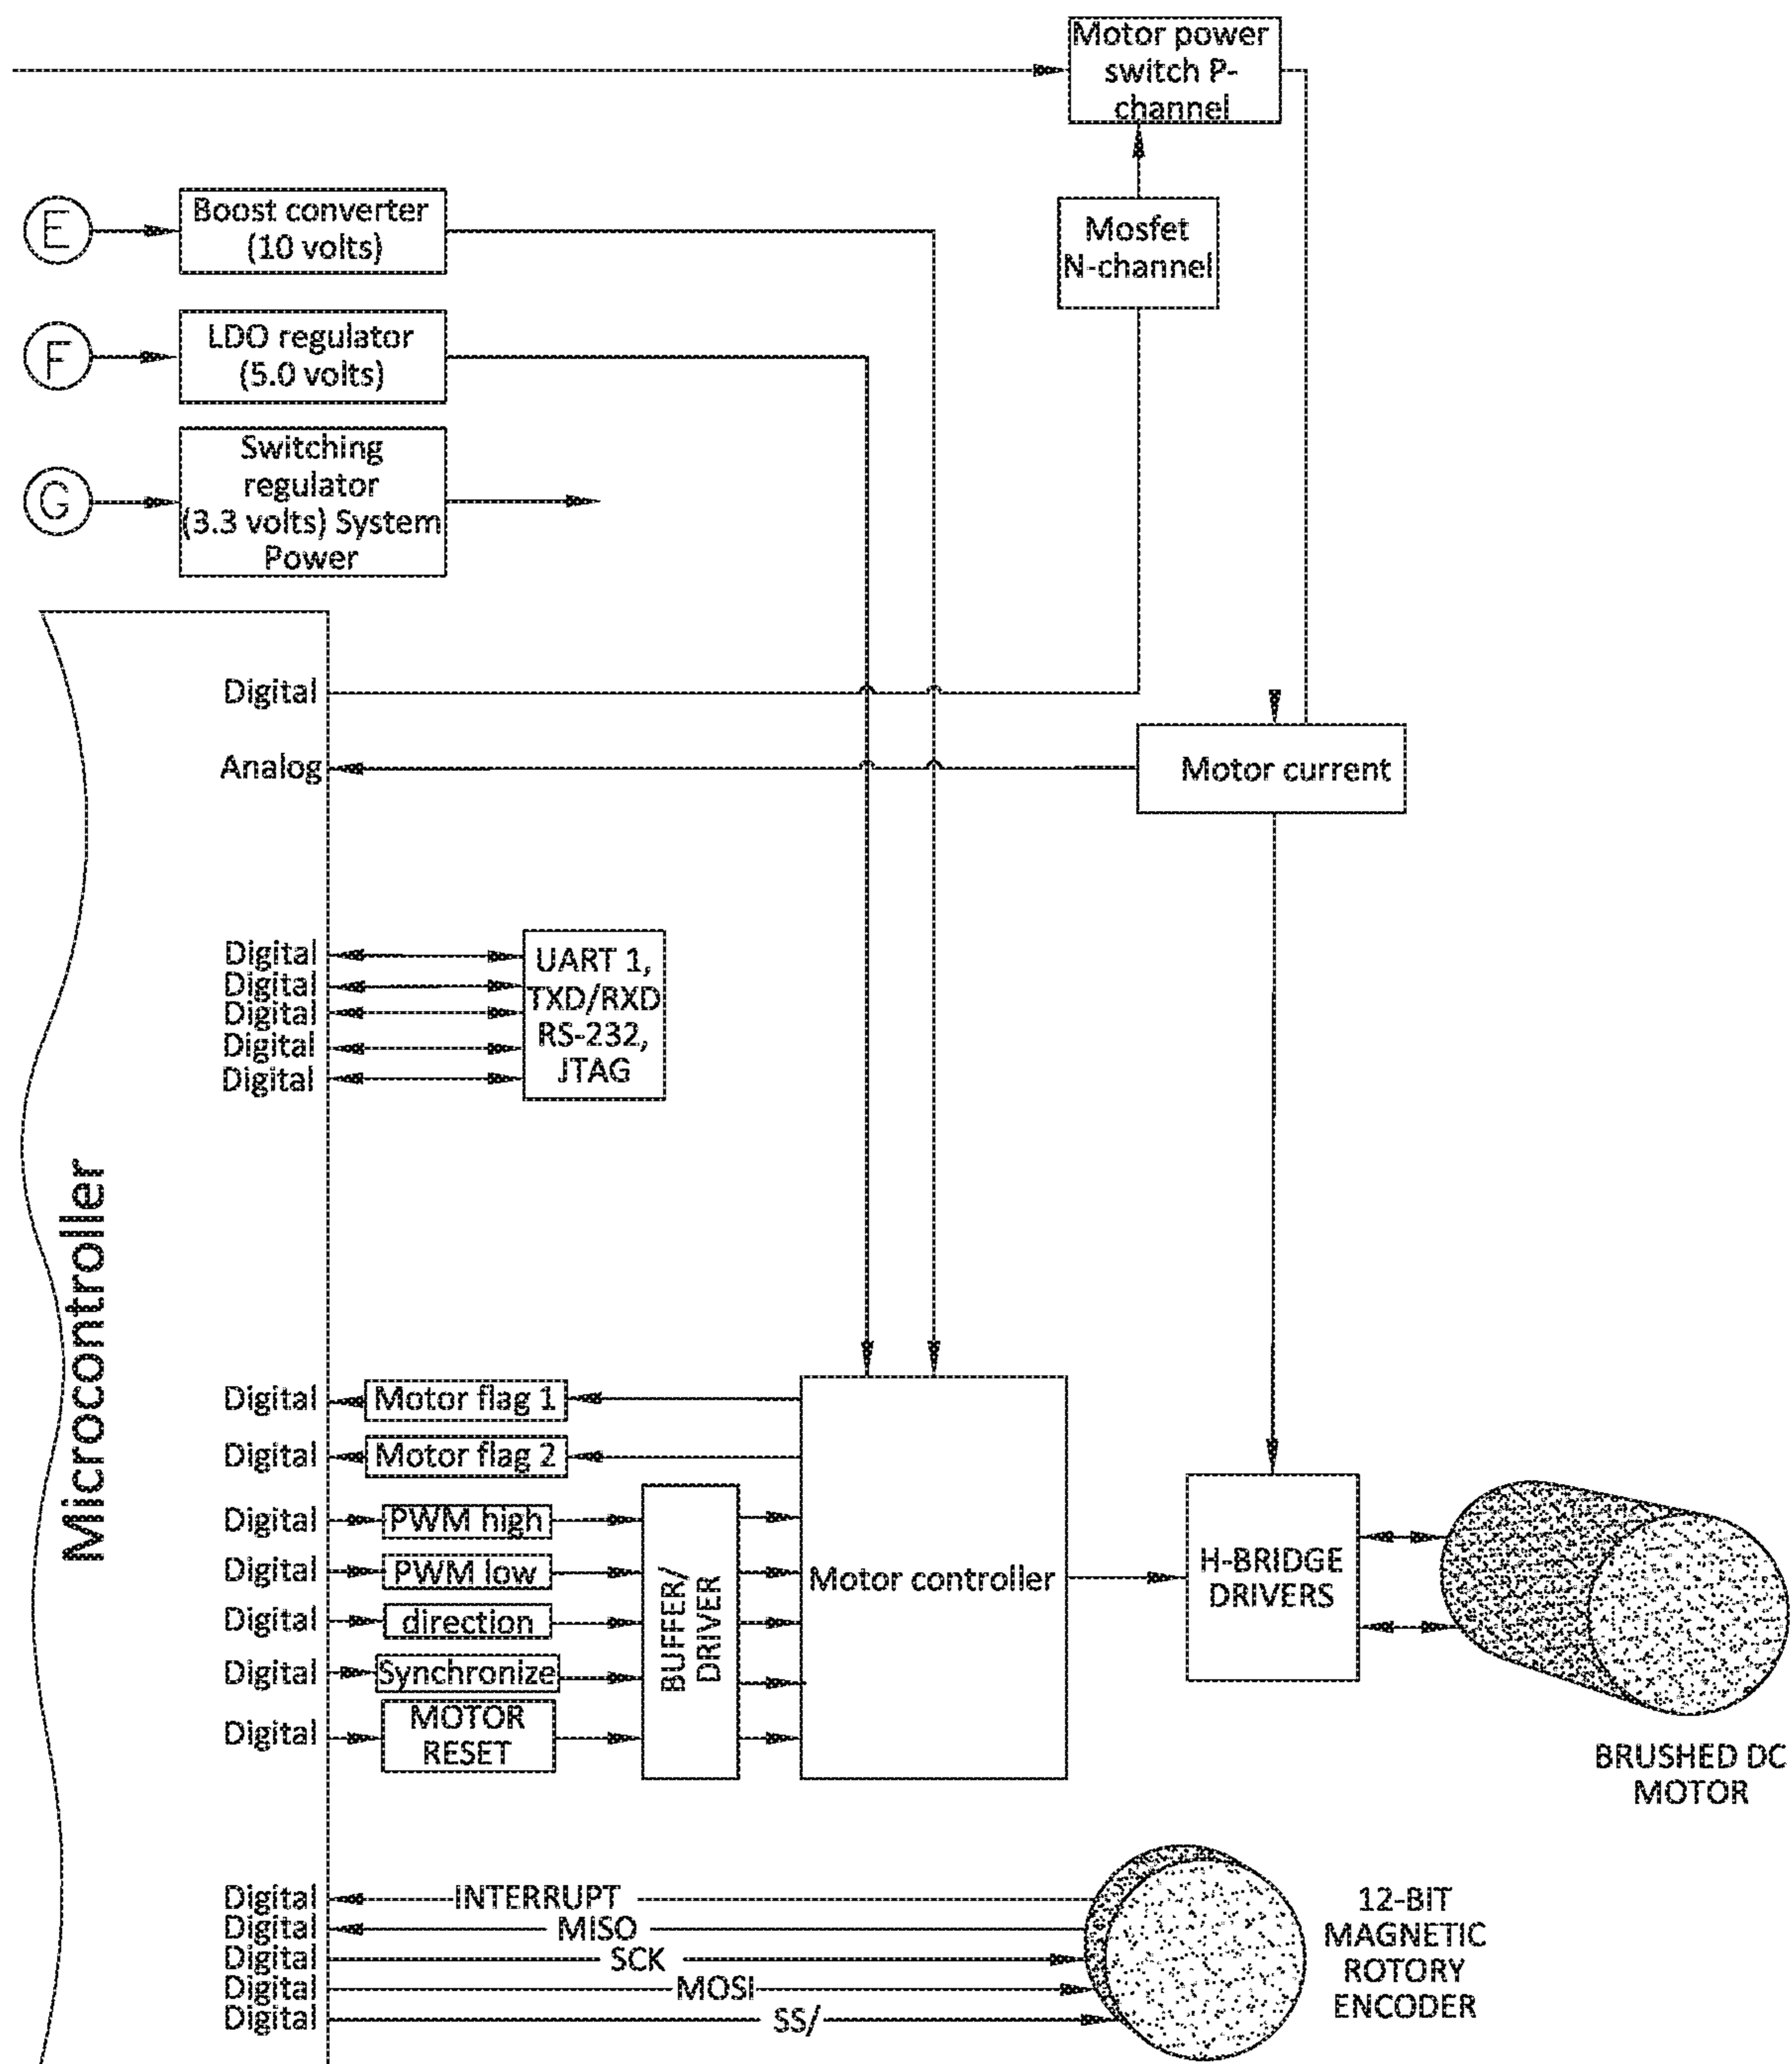 Motor power
switch P-
channel
E
Boost converter
(10 volts)
Mosfet
N-channel
F
LDO regulator
(5.0 volts)
G
Switching
regulator
(3.3 volts) System
Power
Digital
Analog
Motor current
Digital
Digital
Digital
Digital
Digital
UART 1,
TXD/RXD
RS-232,
JTAG
Microcontroller
Digital
Motor flag 1
Digital
Motor flag 2
Digital
PWM high
Digital
PWM low
Digital
direction
Digital
Synchronize
Digital
MOTOR
RESET
BUFFER/
DRIVER
Motor controller
H-BRIDGE
DRIVERS
BRUSHED DC
MOTOR
Digital INTERRUPT
Digital MISO
Digital SCK
Digital MOSI
Digital SS/
12-BIT
MAGNETIC
ROTORY
ENCODER